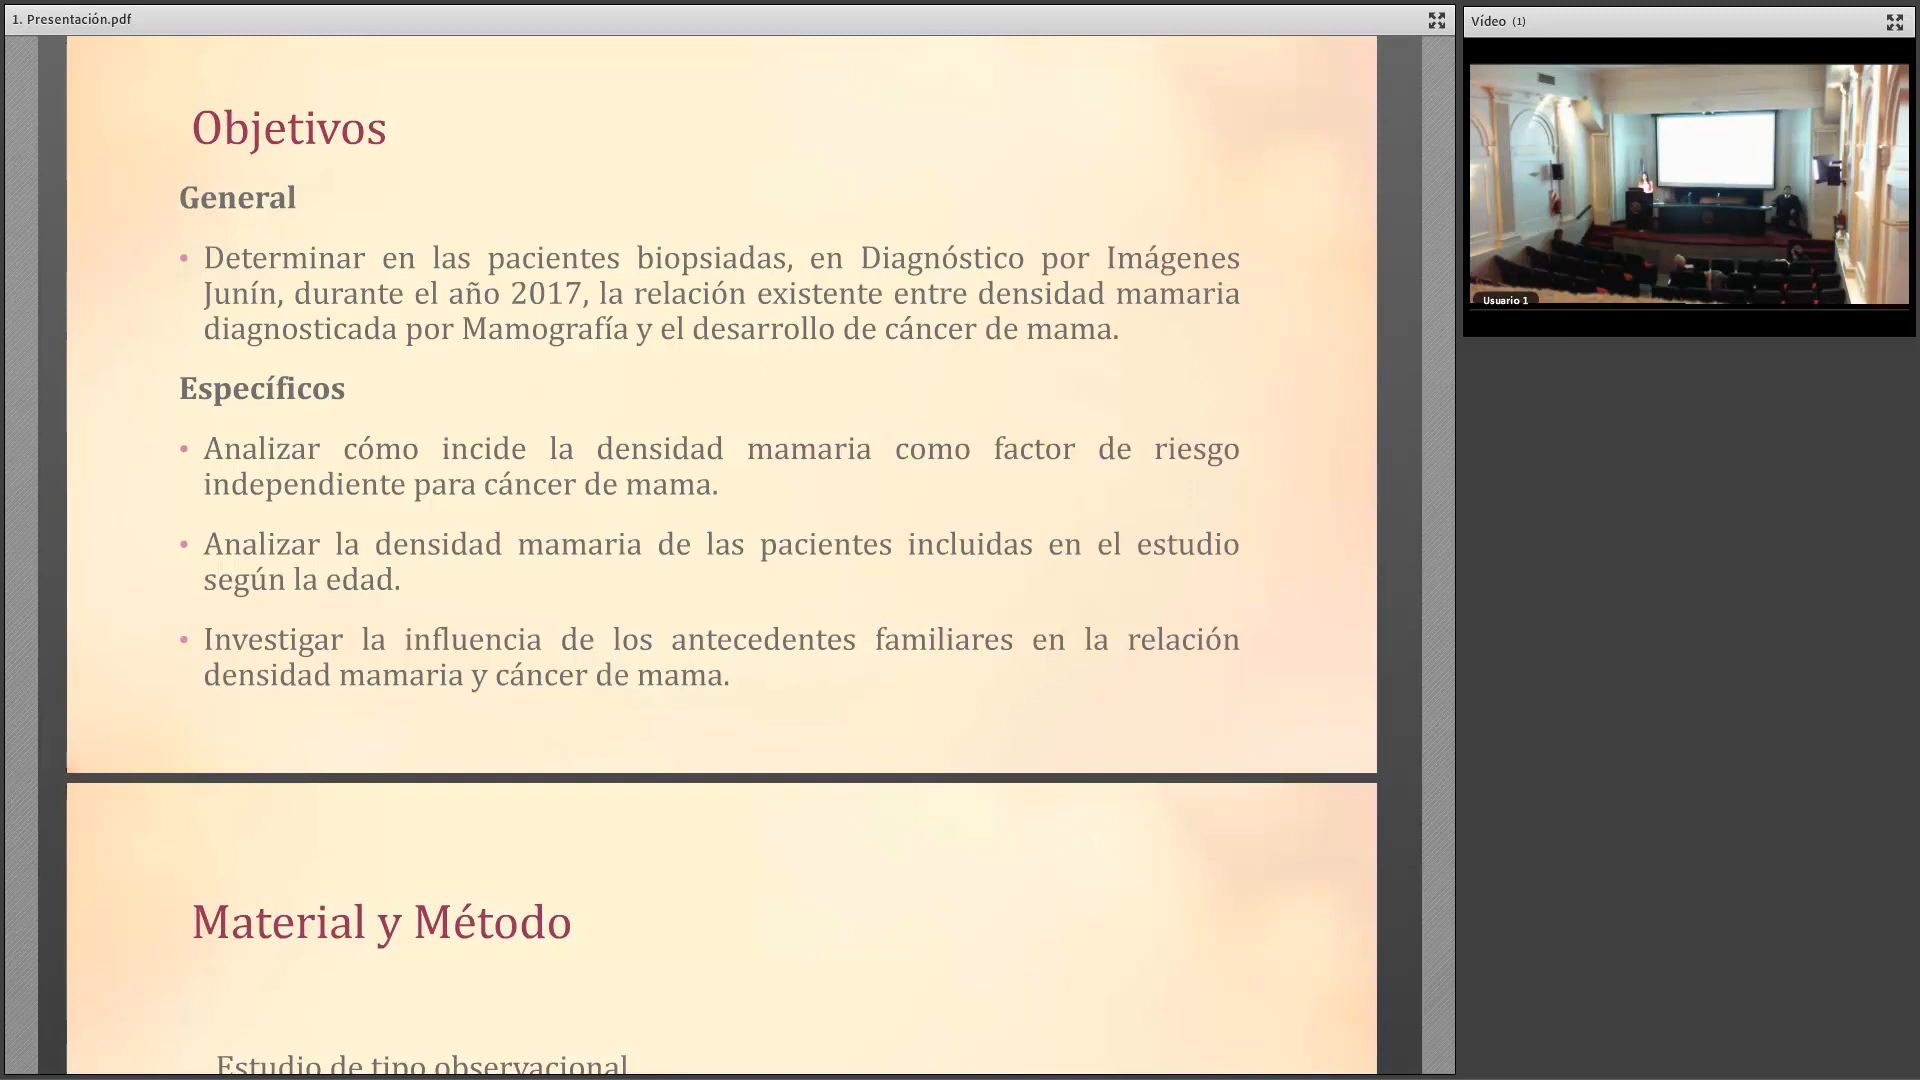 1. Presentación.pdf
Objetivos
General
• Determinar en las pacientes biopsiadas, en Diagnóstico por Imágenes
Junín, durante el año 2017, la relación existente entre densidad mamaria
diagnosticada por Mamografía y el desarrollo de cáncer de mama.
Específicos
• Analizar cómo incide la densidad mamaria como factor de riesgo
independiente para cáncer de mama.
• Analizar la densidad mamaria de las pacientes incluidas en el estudio
según la edad.
• Investigar la influencia de los antecedentes familiares en la relación
densidad mamaria y cáncer de mama.
Material y Método
Estudio de tipo observacional
Vídeo (1)
Usuario 1